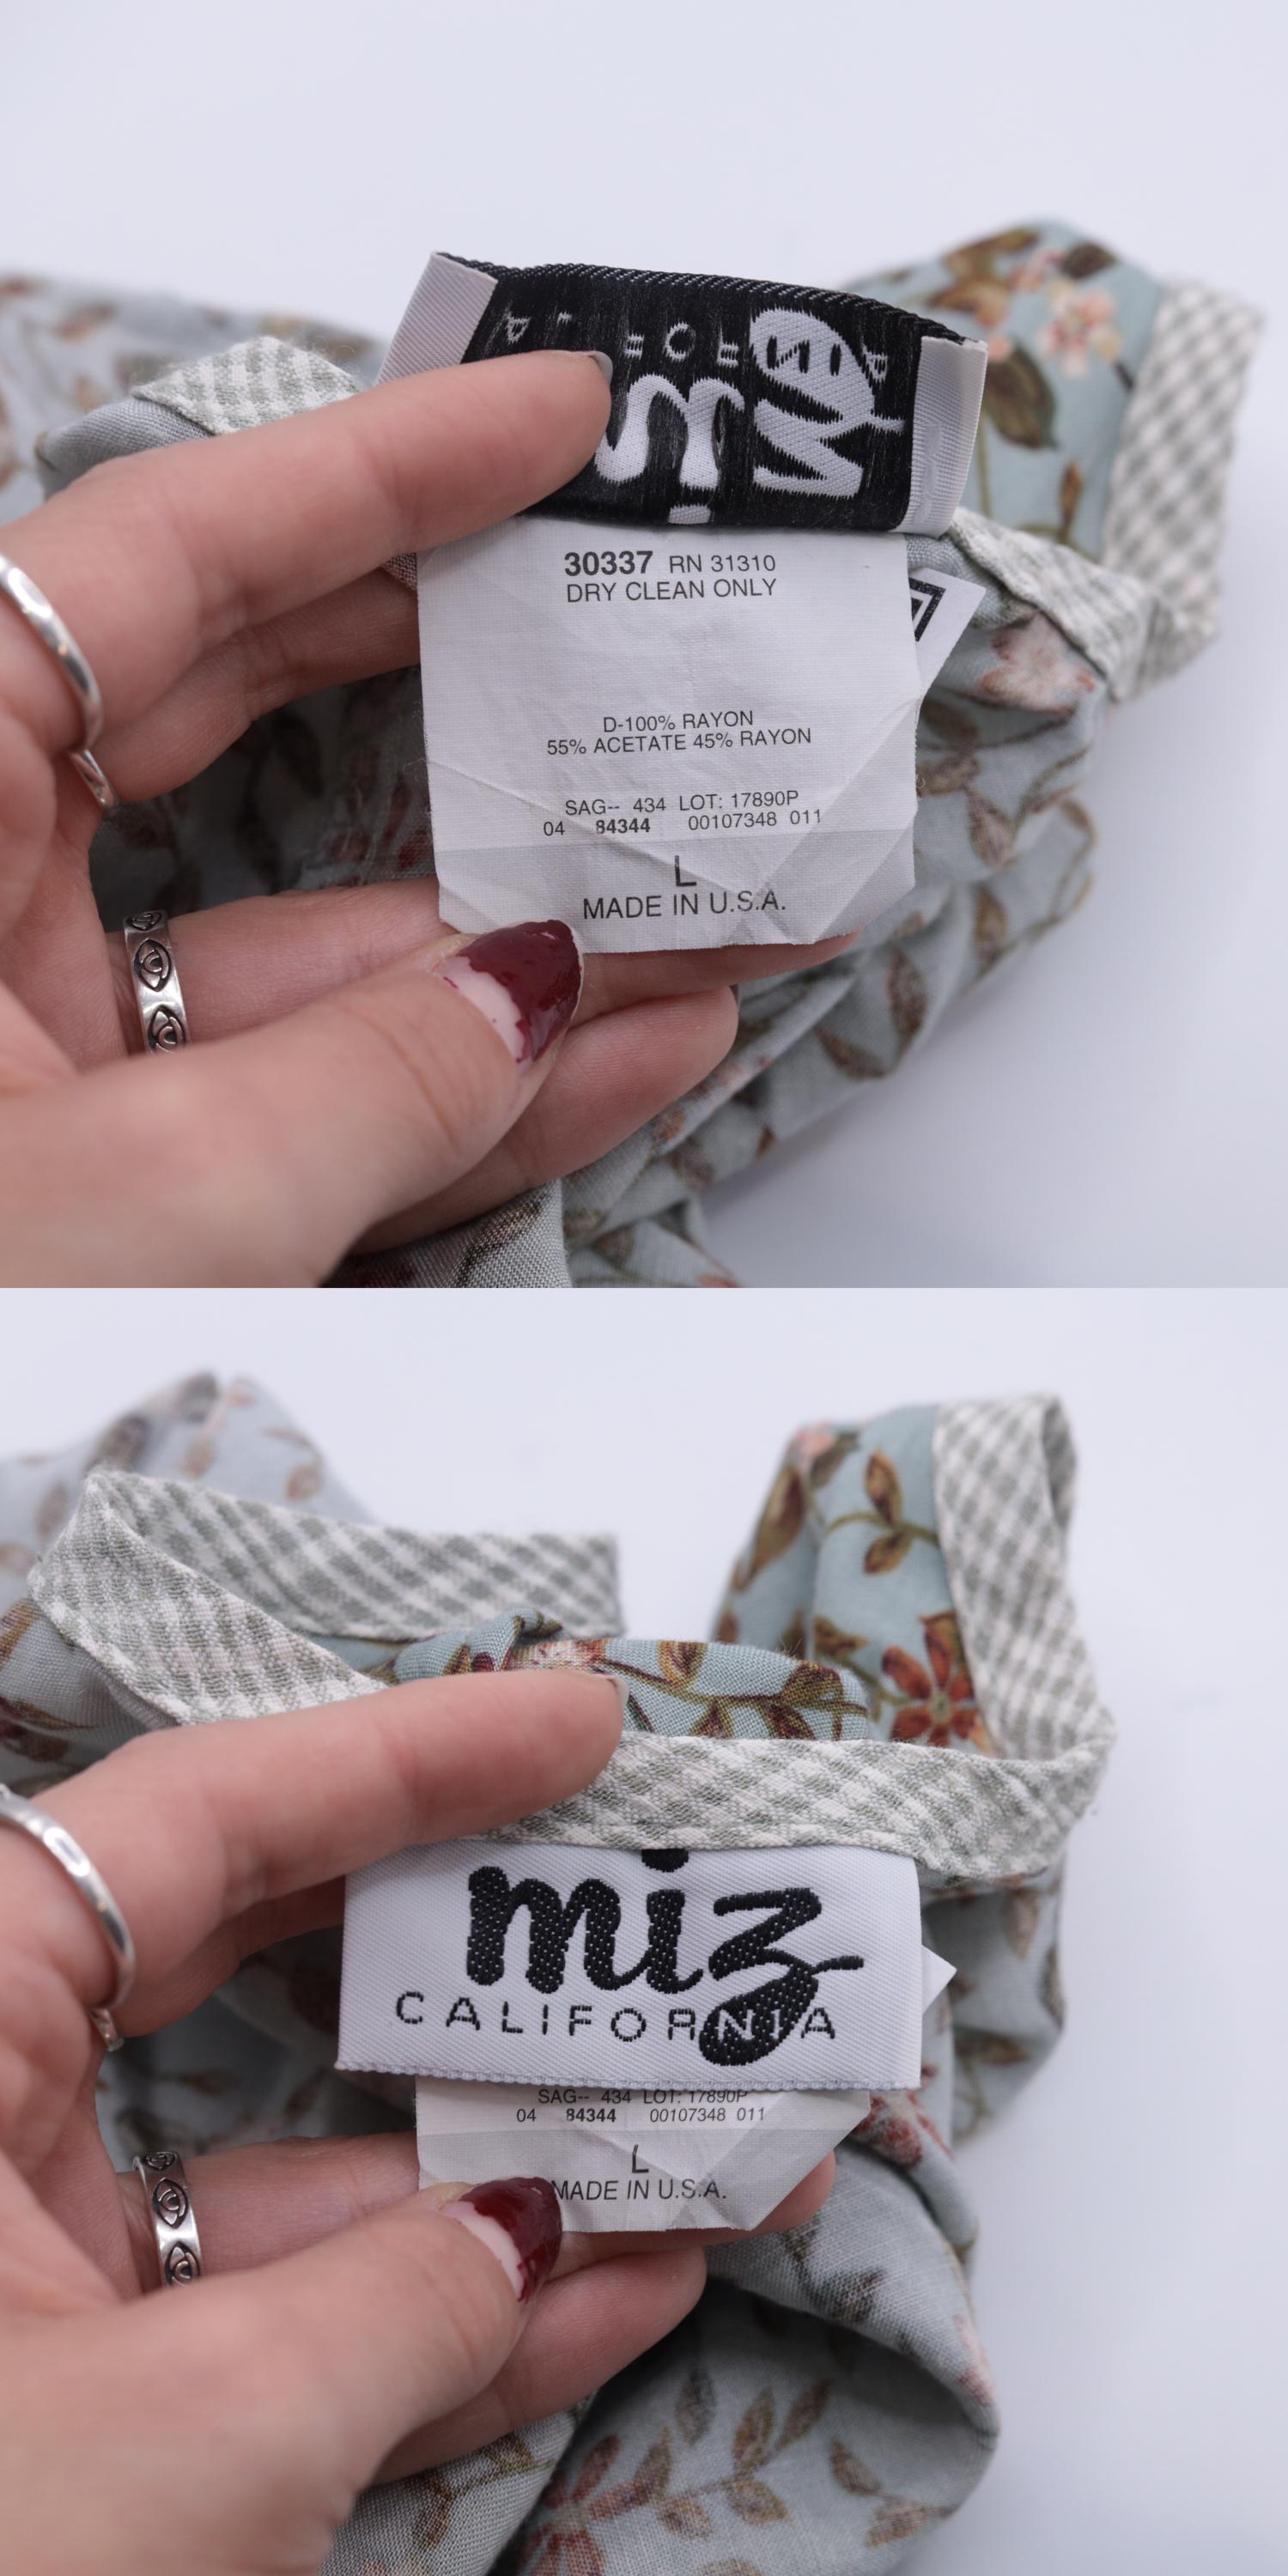 30337 RN 31310
DRY CLEAN ONLY
D-100% RAYON
55% ACETATE 45% RAYON
SAG-- 434 LOT: 17890P
04 84344 00107348 011
L
MADE IN U.S.A.
miz
CALIFORNIA
SAG-- 434 LOT: 17890P
04 84344 00107348 011
L
MADE IN U.S.A.